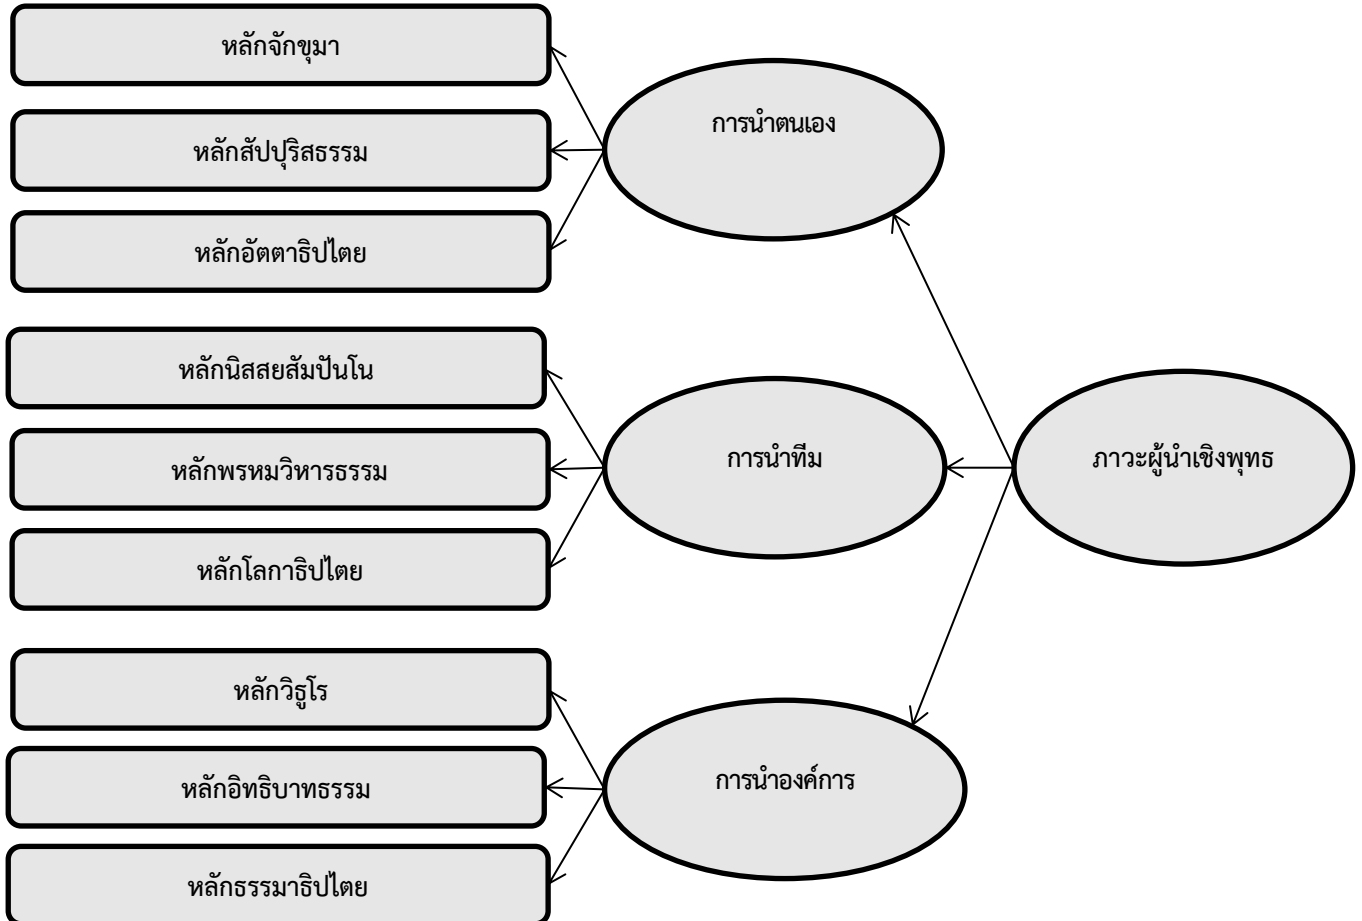 หลักจักขุมา
หลักสัปปุริสธรรม
หลักอัตตาธิปไตย
การนำตนเอง
หลักนิสสยสัมปันโน
หลักพรหมวิหารธรรม
หลักโลกาธิปไตย
การนำทีม
ภาวะผู้นำเชิงพุทธ
หลักวิธูโร
หลักอิทธิบาทธรรม
หลักธรรมาธิปไตย
การนำองค์การ